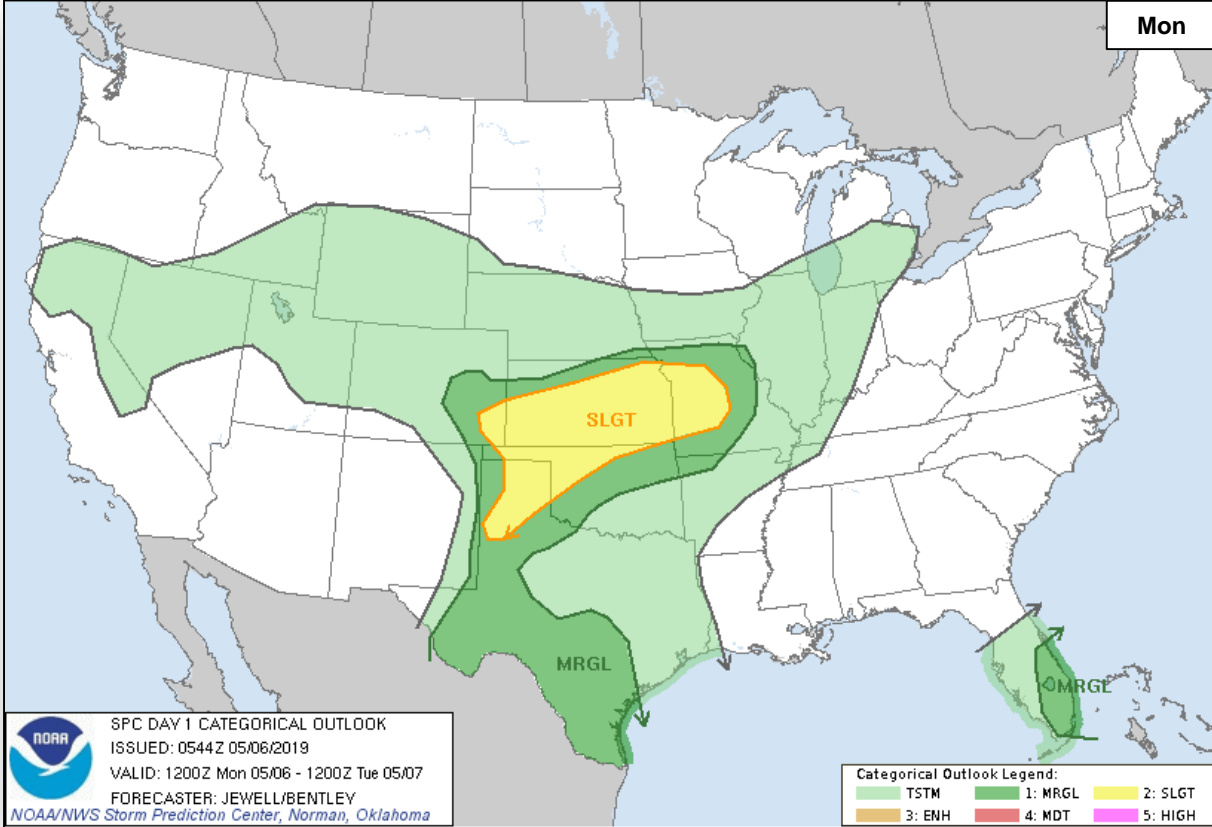 Mon
SLGT
MRGL
MRGL
NOAA
SPC DAY 1 CATEGORICAL OUTLOOK
ISSUED: 0544Z 05/06/2019
VALID: 1200Z Mon 05/06 - 1200Z Tue 05/07
FORECASTER: JEWELL/BENTLEY
NOAA/NWS Storm Prediction Center, Norman, Oklahoma
Categorical Outlook Legend:
TSTM 1: MRGL 2: SLGT
3: ENH 4: MDT 5: HIGH